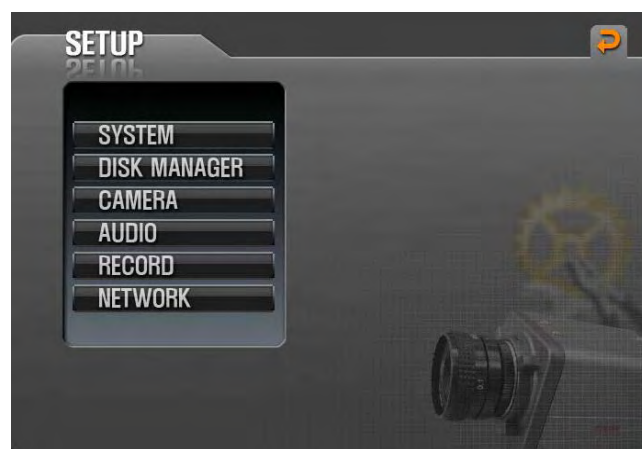 SETUP
SYSTEM
DISK MANAGER
CAMERA
AUDIO
RECORD
NETWORK